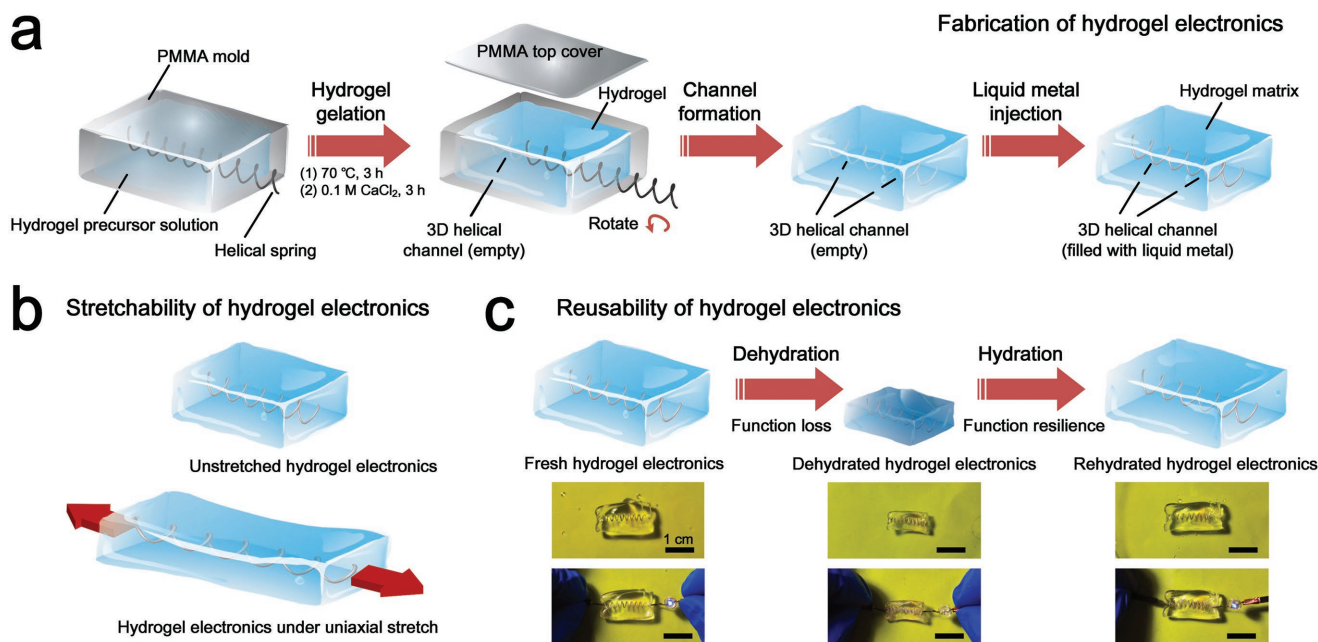 a
Fabrication of hydrogel electronics
PMMA mold
Hydrogel precursor solution
Helical spring
Hydrogel
gelation
(1) 70 °C, 3 h
(2) 0.1 M CaCl₂, 3 h
PMMA top cover
Hydrogel
3D helical
channel (empty)
Rotate
Channel
formation
3D helical channel
(empty)
Liquid metal
injection
Hydrogel matrix
3D helical channel
(filled with liquid metal)
b
Stretchability of hydrogel electronics
Unstretched hydrogel electronics
Hydrogel electronics under uniaxial stretch
c
Reusability of hydrogel electronics
Dehydration
Function loss
Hydration
Function resilience
Fresh hydrogel electronics
Dehydrated hydrogel electronics
Rehydrated hydrogel electronics
1 cm